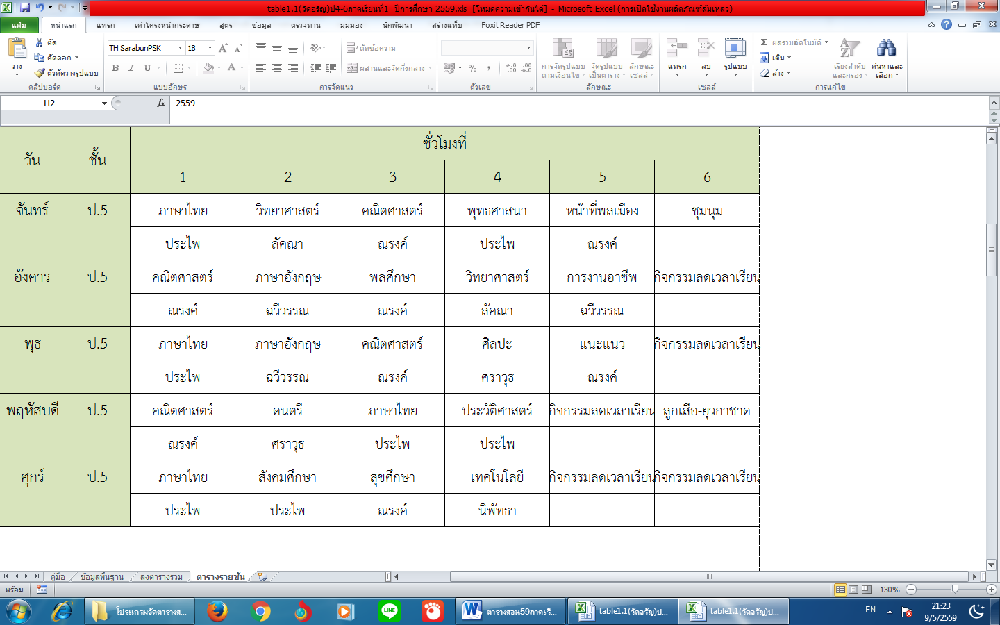 table1.1(วัดอรัญ)ป4-6ภาคเรียนที่1 ปีการศึกษา 2559.xls [โหมดความเข้ากันได้] - Microsoft Excel (การเปิดใช้งานผลิตภัณฑ์ล้มเหลว)
แฟ้ม หน้าแรก แทรก เค้าโครงหน้ากระดาษ สูตร ข้อมูล ตรวจทาน มุมมอง นักพัฒนา สร้างแท็บ Foxit Reader PDF
วาง ตัด คัดลอก ตัวคัดวางรูปแบบ
TH SarabunPSK 18 A A
B I U A
ตัดข้อความ
ผสานและจัดกึ่งกลาง
% , .00
การจัดรูปแบบตามเงื่อนไข จัดรูปแบบเป็นตาราง ลักษณะเซลล์
แทรก ลบ รูปแบบ
Σ ผลรวมอัตโนมัติ เติม ล้าง
เรียงลำดับและกรอง ค้นหาและเลือก
คลิปบอร์ด แบบอักษร การจัดแนว ตัวเลข ลักษณะ เซลล์ การแก้ไข
H2 fx 2559
วัน ชั้น ชั่วโมงที่
1 2 3 4 5 6
จันทร์ ป.5 ภาษาไทย วิทยาศาสตร์ คณิตศาสตร์ พุทธศาสนา หน้าที่พลเมือง ชุมนุม
ประไพ ลัคณา ณรงค์ ประไพ ณรงค์
อังคาร ป.5 คณิตศาสตร์ ภาษาอังกฤษ พลศึกษา วิทยาศาสตร์ การงานอาชีพ กิจกรรมลดเวลาเรียน
ณรงค์ ฉวีวรรณ ณรงค์ ลัคณา ฉวีวรรณ
พุธ ป.5 ภาษาไทย ภาษาอังกฤษ คณิตศาสตร์ ศิลปะ แนะแนว กิจกรรมลดเวลาเรียน
ประไพ ฉวีวรรณ ณรงค์ ศราวุธ ณรงค์
พฤหัสบดี ป.5 คณิตศาสตร์ ดนตรี ภาษาไทย ประวัติศาสตร์ กิจกรรมลดเวลาเรียน ลูกเสือ-ยุวกาชาด
ณรงค์ ศราวุธ ประไพ ประไพ
ศุกร์ ป.5 ภาษาไทย สังคมศึกษา สุขศึกษา เทคโนโลยี กิจกรรมลดเวลาเรียน กิจกรรมลดเวลาเรียน
ประไพ ประไพ ณรงค์ นิพัทธา
คู่มือ ข้อมูลพื้นฐาน ลงตารางรวม ตารางรายชั้น
พร้อม 130%
โปรแกรมจัดตารางส... LINE ตารางสอน59ภาคเรี... table1.1(วัดอรัญ)ป... table1.1(วัดอรัญ)ป... EN 21:23
9/5/2559